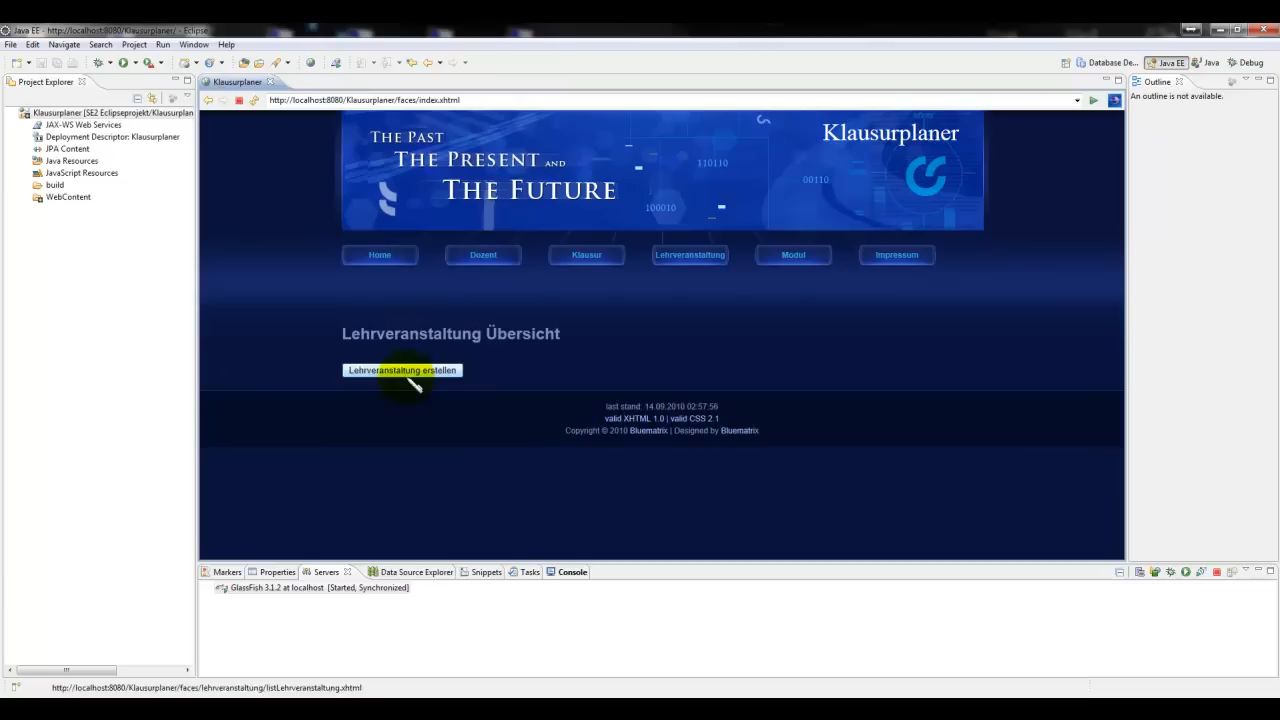 Java EE - http://localhost:8080/Klausurplaner/ - Eclipse
File Edit Navigate Search Project Run Window Help
Database De... Java EE Java Debug
Project Explorer
Klausurplaner
Outline
http://localhost:8080/Klausurplaner/faces/index.xhtml
An outline is not available.
Klausurplaner [SE2 Eclipseprojekt/Klausurplan
JAX-WS Web Services
Deployment Descriptor: Klausurplaner
JPA Content
Java Resources
JavaScript Resources
build
WebContent
The Past
The Present and
The Future
110110
00110
100010
Klausurplaner
Home Dozent Klausur Lehrveranstaltung Modul Impressum
Lehrveranstaltung Übersicht
Lehrveranstaltung erstellen
last stand: 14.09.2010 02:57:56
valid XHTML 1.0 | valid CSS 2.1
Copyright © 2010 Bluematrix | Designed by Bluematrix
Markers Properties Servers Data Source Explorer Snippets Tasks Console
GlassFish 3.1.2 at localhost [Started, Synchronized]
http://localhost:8080/Klausurplaner/faces/lehrveranstaltung/listLehrveranstaltung.xhtml